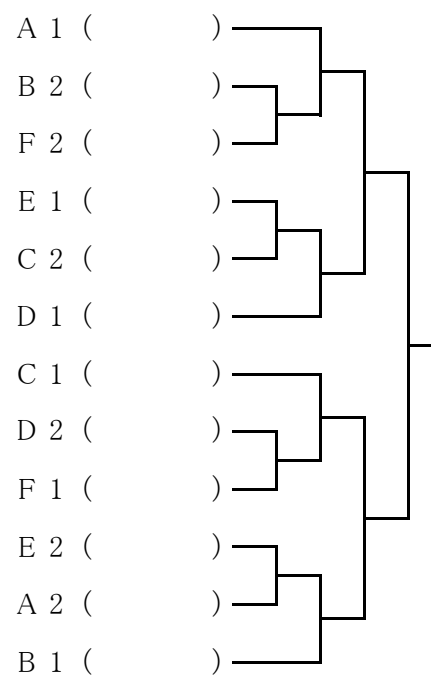 A 1 ( )
B 2 ( )
F 2 ( )
E 1 ( )
C 2 ( )
D 1 ( )
C 1 ( )
D 2 ( )
F 1 ( )
E 2 ( )
A 2 ( )
B 1 ( )